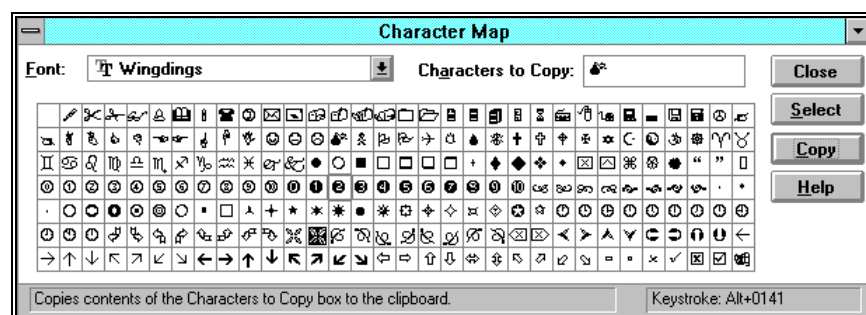 Character Map
Font: Wingdings Characters to Copy: Close
Select
Copy
Help
Copies contents of the Characters to Copy box to the clipboard. Keystroke: Alt+0141